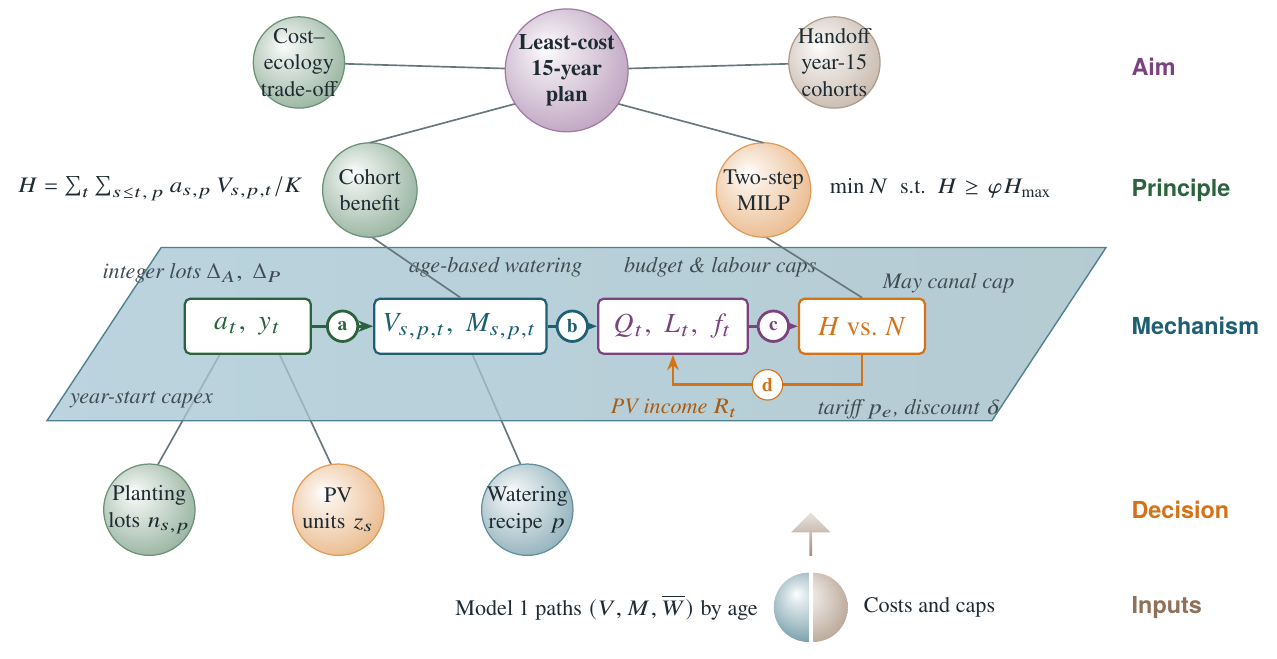 Cost–
ecology
trade-off
Least-cost
15-year
plan
Handoff
year-15
cohorts
Aim
H = ∑ₜ ∑ₛ≤ₜ, ₚ aₛ,ₚ Vₛ,ₚ,ₜ/K
Cohort
benefit
Two-step
MILP
min N s.t. H ≥ φH_max
Principle
integer lots Δ_A, Δ_P
age-based watering
budget & labour caps
May canal cap
aₜ, yₜ
a
Vₛ,ₚ,ₜ, Mₛ,ₚ,ₜ
b
Qₜ, Lₜ, fₜ
c
H vs. N
Mechanism
d
year-start capex
PV income Rₜ
tariff pₑ, discount δ
Planting
lots nₛ,ₚ
PV
units zₛ
Watering
recipe p
Decision
Model 1 paths (V, M, W̅) by age
Costs and caps
Inputs